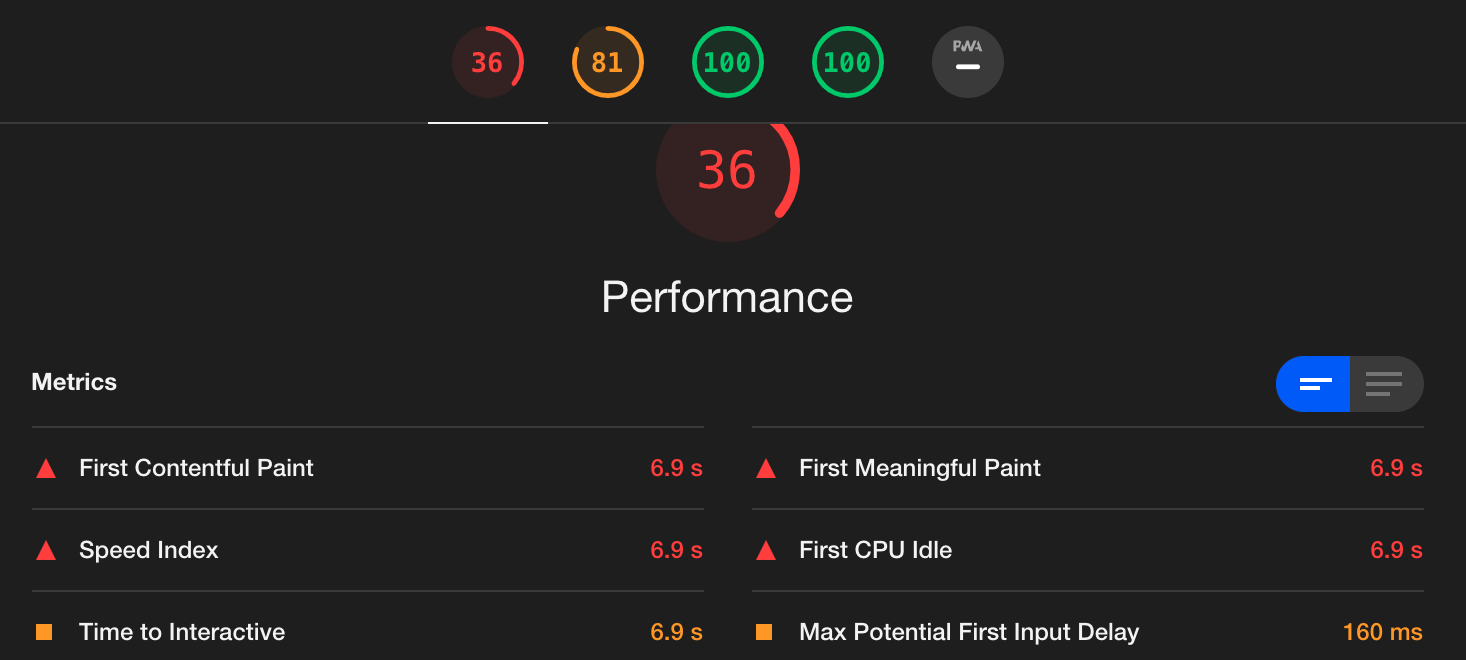 36 81 100 100 PWA
36
Performance
Metrics
First Contentful Paint 6.9 s
First Meaningful Paint 6.9 s
Speed Index 6.9 s
First CPU Idle 6.9 s
Time to Interactive 6.9 s
Max Potential First Input Delay 160 ms